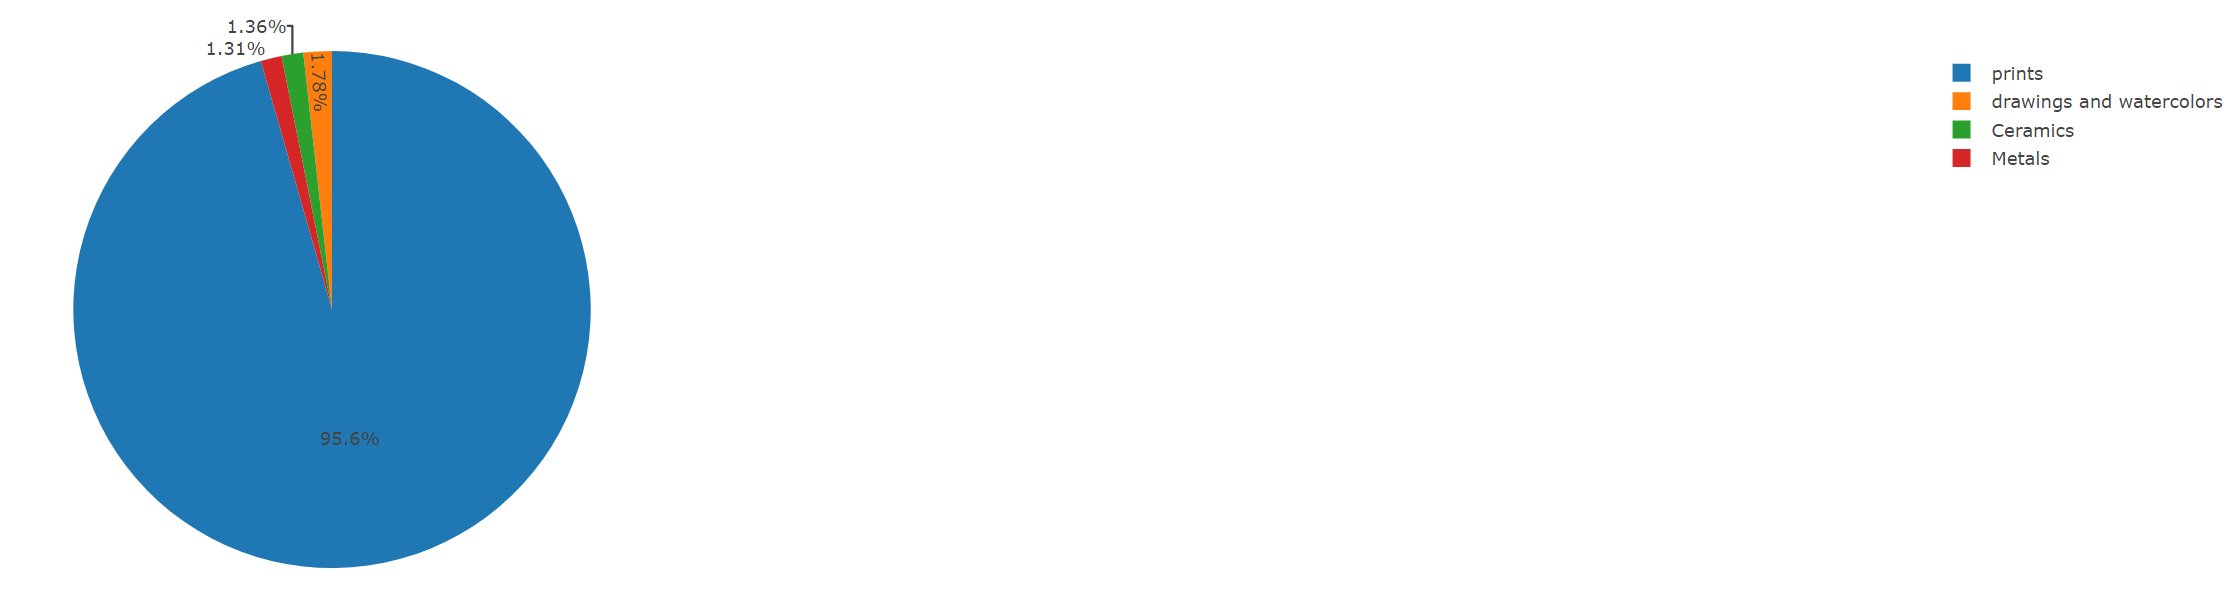 1.36%
1.31%
1.78%
95.6%
prints
drawings and watercolors
Ceramics
Metals